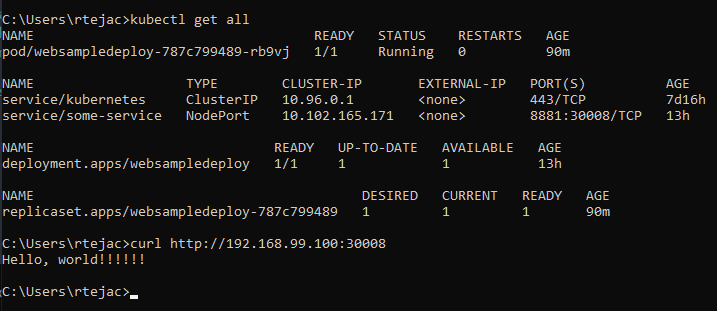 C:\Users\rtejac>kubectl get all
NAME READY STATUS RESTARTS AGE
pod/websampledeploy-787c799489-rb9vj 1/1 Running 0 90m
NAME TYPE CLUSTER-IP EXTERNAL-IP PORT(S) AGE
service/kubernetes ClusterIP 10.96.0.1 <none> 443/TCP 7d16h
service/some-service NodePort 10.102.165.171 <none> 8881:30008/TCP 13h
NAME READY UP-TO-DATE AVAILABLE AGE
deployment.apps/websampledeploy 1/1 1 1 13h
NAME DESIRED CURRENT READY AGE
replicaset.apps/websampledeploy-787c799489 1 1 1 90m
C:\Users\rtejac>curl http://192.168.99.100:30008
Hello, world!!!!!!
C:\Users\rtejac>